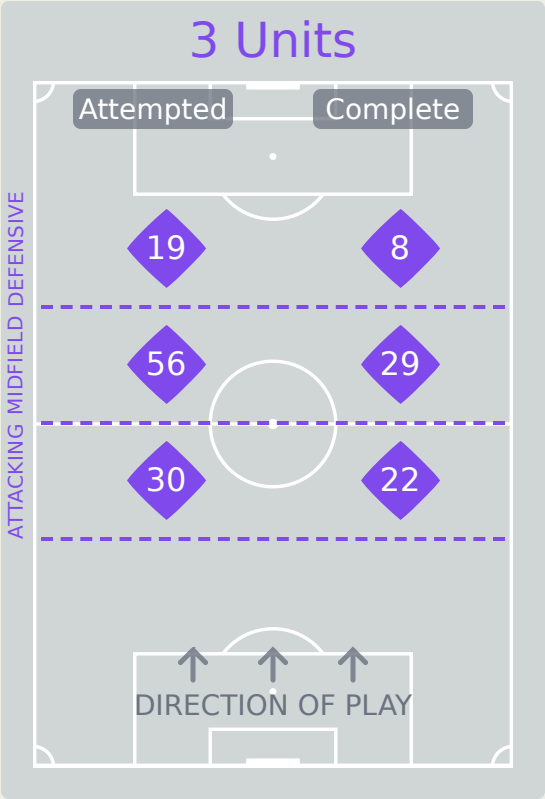 3 Units
Attempted Complete
ATTACKING MIDFIELD DEFENSIVE
19 8
56 29
30 22
DIRECTION OF PLAY